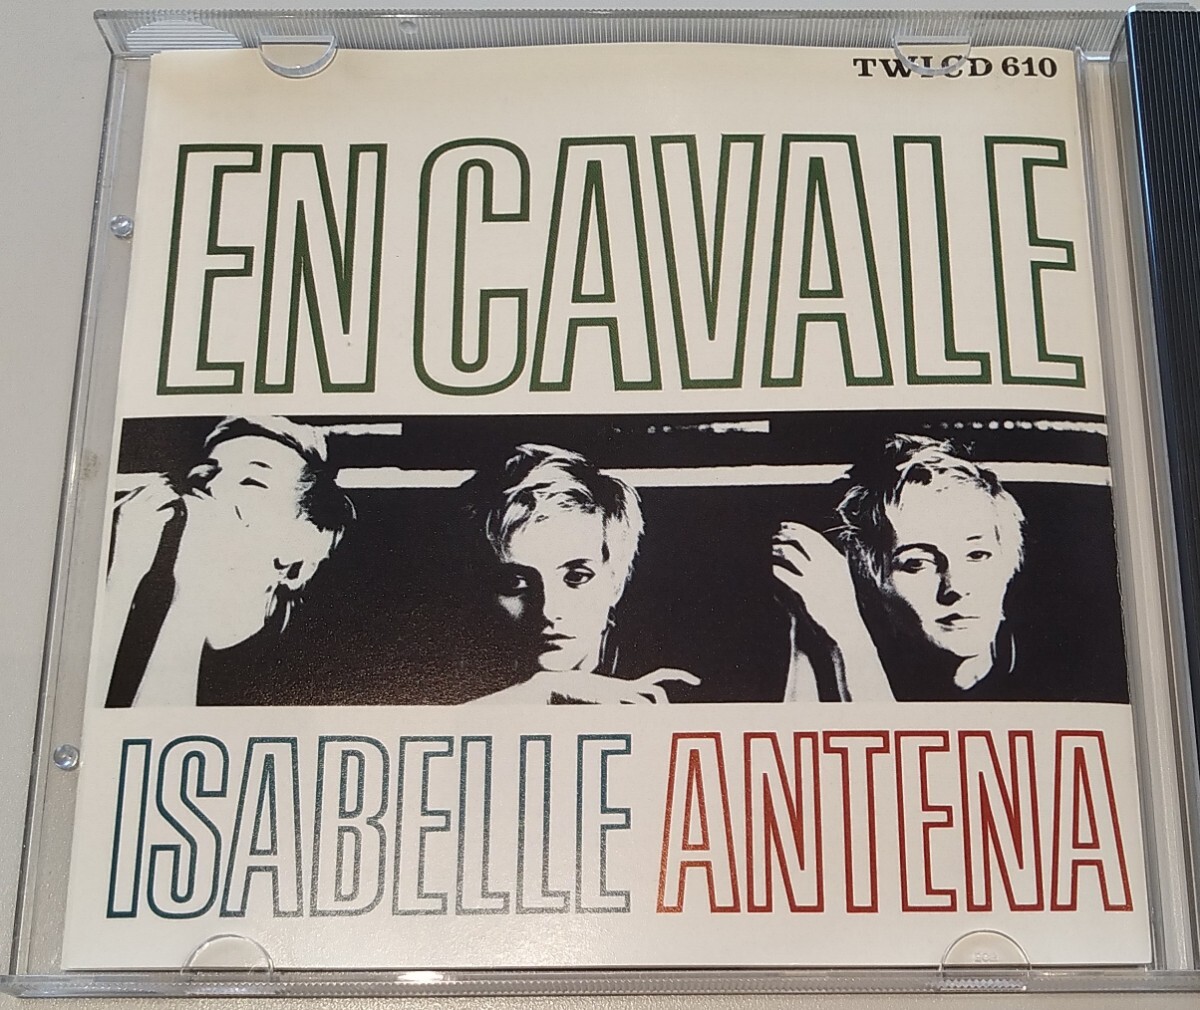 TWI CD 610
EN CAVALE
ISABELLE ANTENA